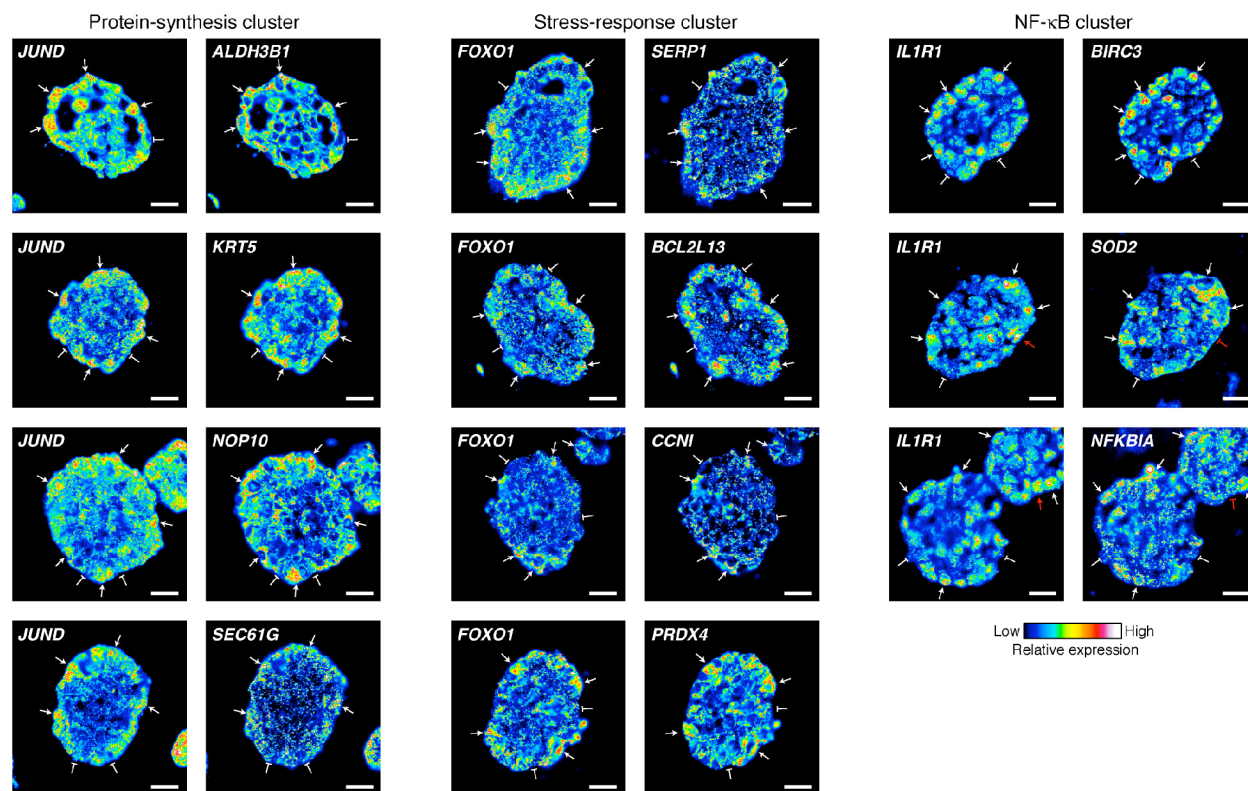 Protein-synthesis cluster
Stress-response cluster
NF-κB cluster
JUND
ALDH3B1
FOXO1
SERP1
IL1R1
BIRC3
JUND
KRT5
FOXO1
BCL2L13
IL1R1
SOD2
JUND
NOP10
FOXO1
CCNI
IL1R1
NFKBIA
JUND
SEC61G
FOXO1
PRDX4
Low
High
Relative expression